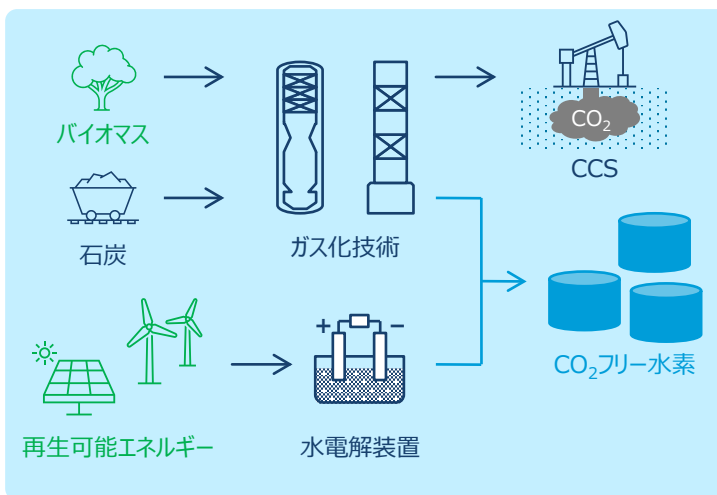 バイオマス
CO₂
CCS
石炭
ガス化技術
+ −
CO₂フリー水素
再生可能エネルギー
水電解装置